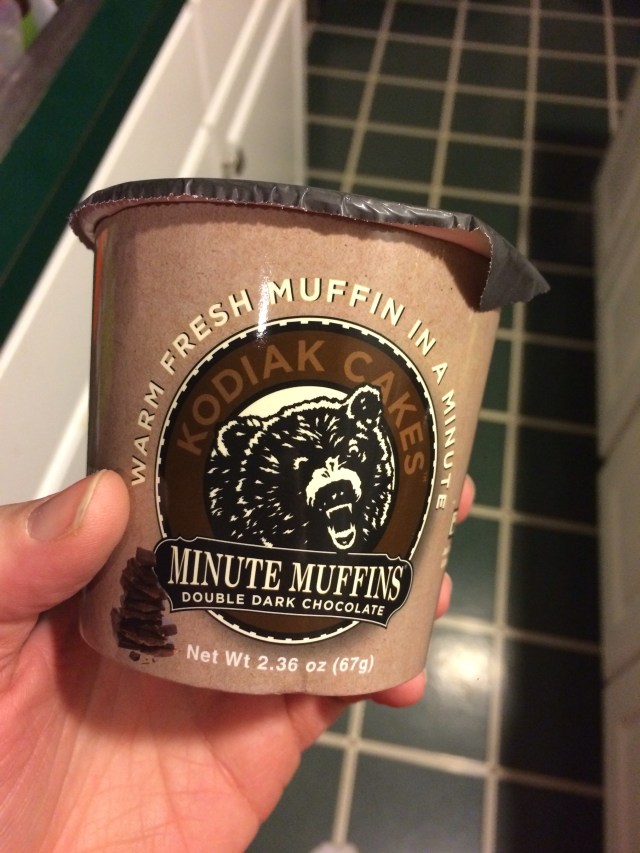 WARM FRESH MUFFIN IN A MINUTE
KODIAK CAKES
MINUTE MUFFINS
DOUBLE DARK CHOCOLATE
Net Wt 2.36 oz (67g)